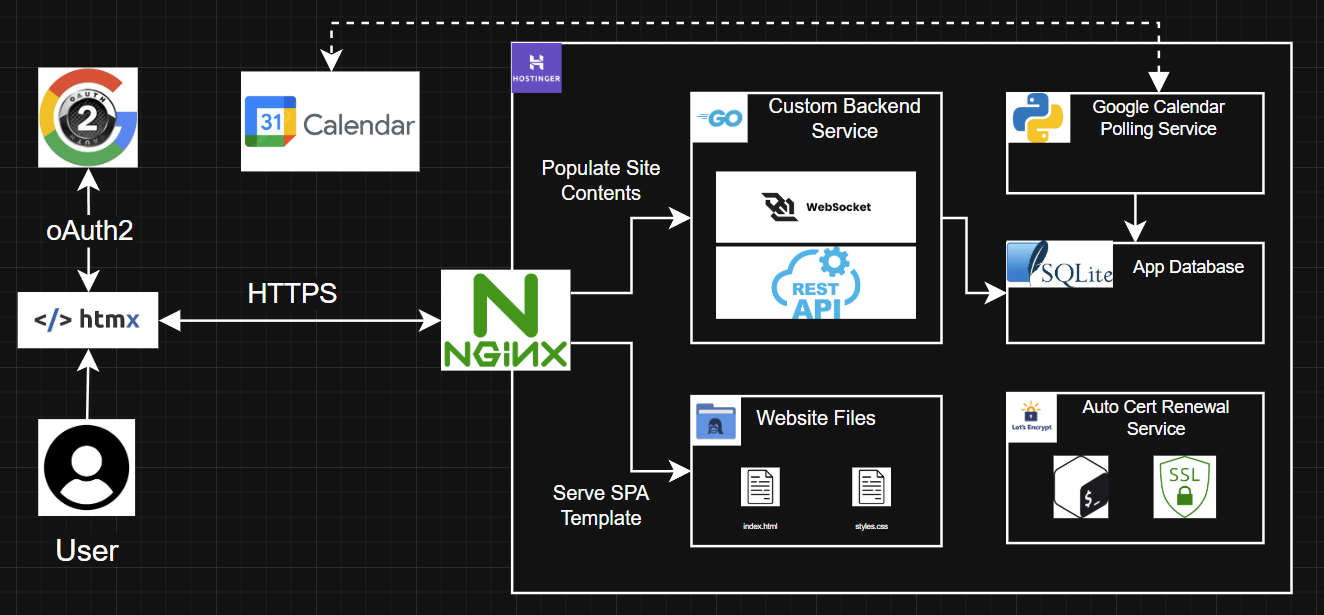 OAUTH
2
AUTH
oAuth2
</> htmx
User
31
Calendar
HTTPS
NGiNX
HOSTINGER
Populate Site
Contents
Serve SPA
Template
GO
Custom Backend
Service
WebSocket
REST
API
Website Files
index.html
styles.css
Google Calendar
Polling Service
SQLite
App Database
Let's Encrypt
Auto Cert Renewal
Service
$_
SSL